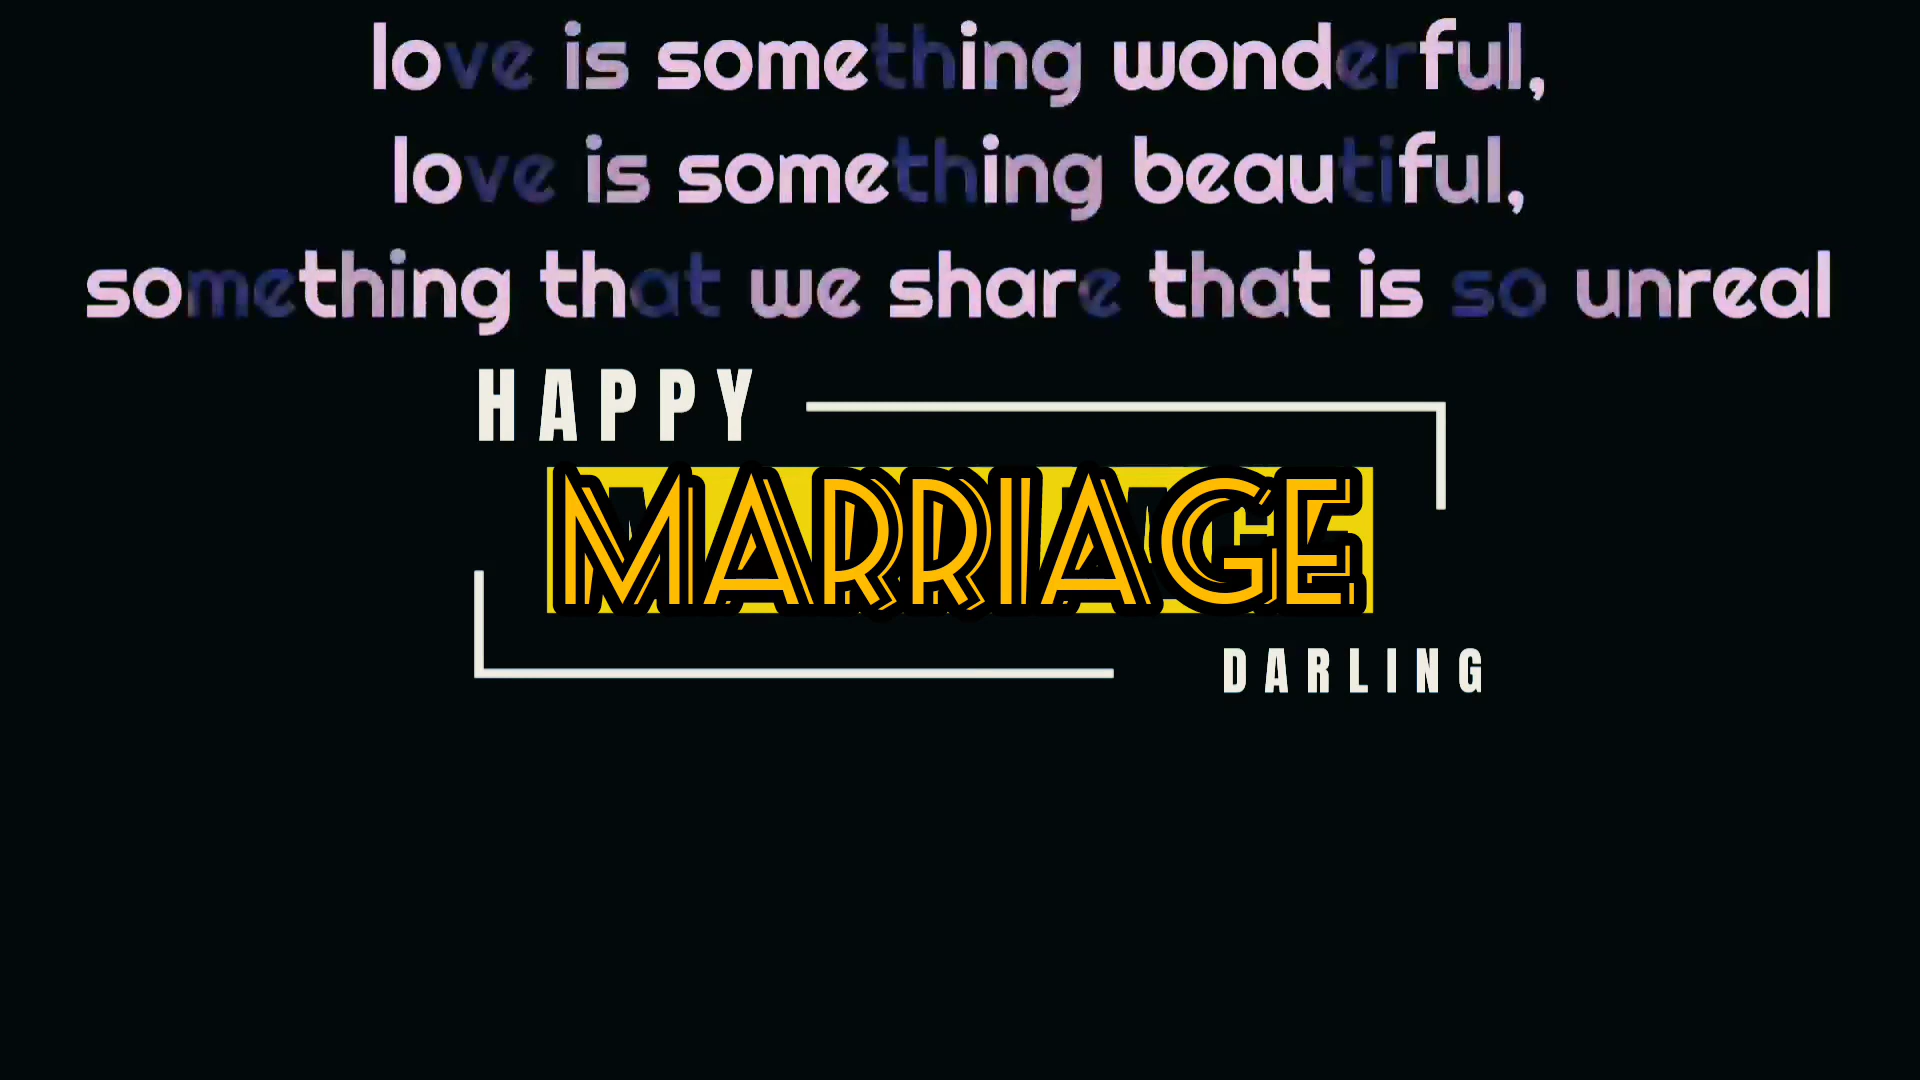 love is something wonderful,
love is something beautiful,
something that we share that is so unreal
HAPPY
MARRIAGE
DARLING